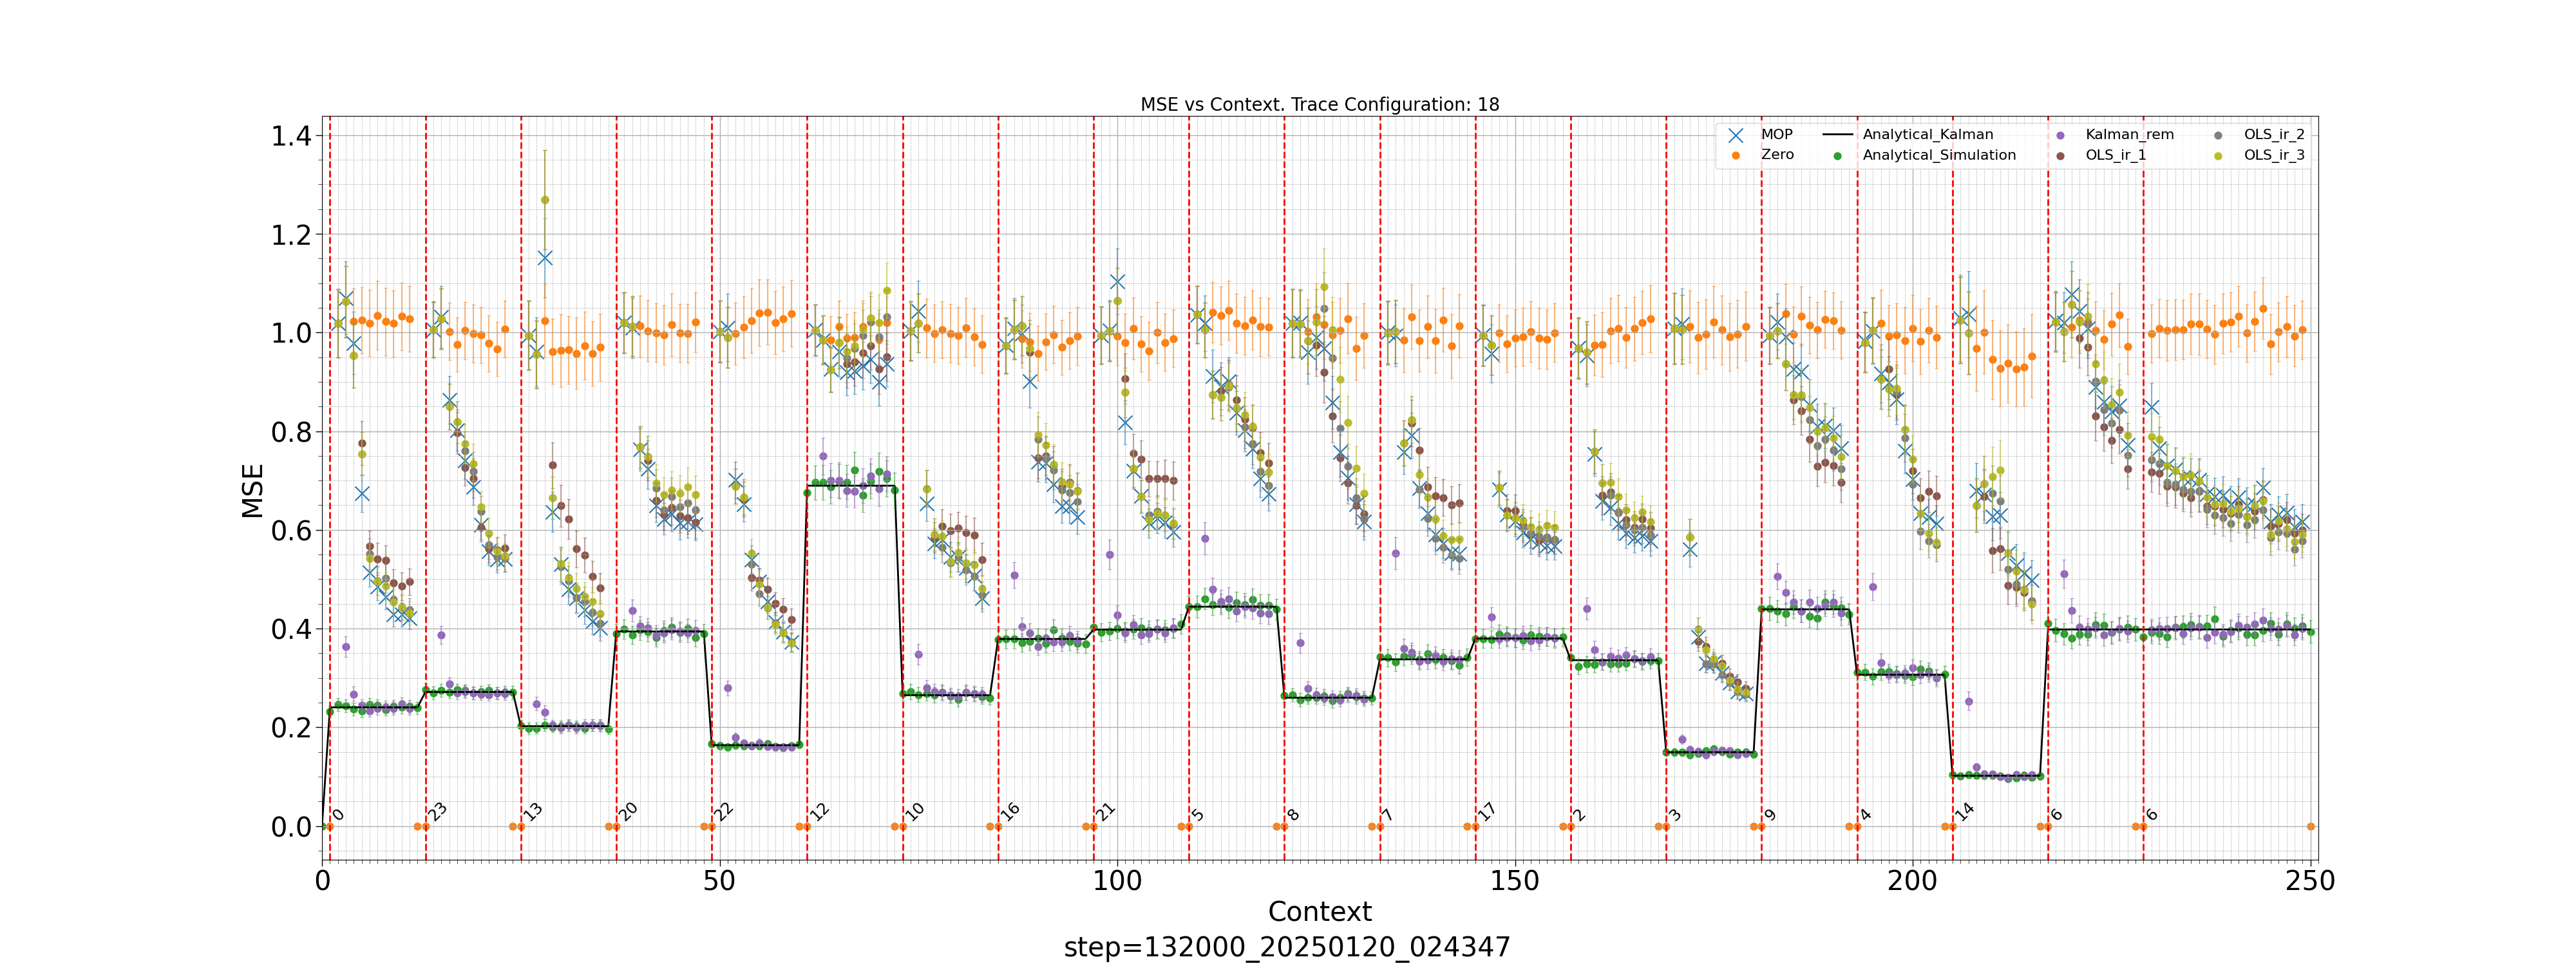 MSE vs Context. Trace Configuration: 18
MOP
Zero
Analytical_Kalman
Analytical_Simulation
Kalman_rem
OLS_ir_1
OLS_ir_2
OLS_ir_3
MSE
1.4
1.2
1.0
0.8
0.6
0.4
0.2
0.0
0 23 13 20 22 12 10 16 21 5 8 7 17 2 3 9 4 14 6 6
0 50 100 150 200 250
Context
step=132000_20250120_024347